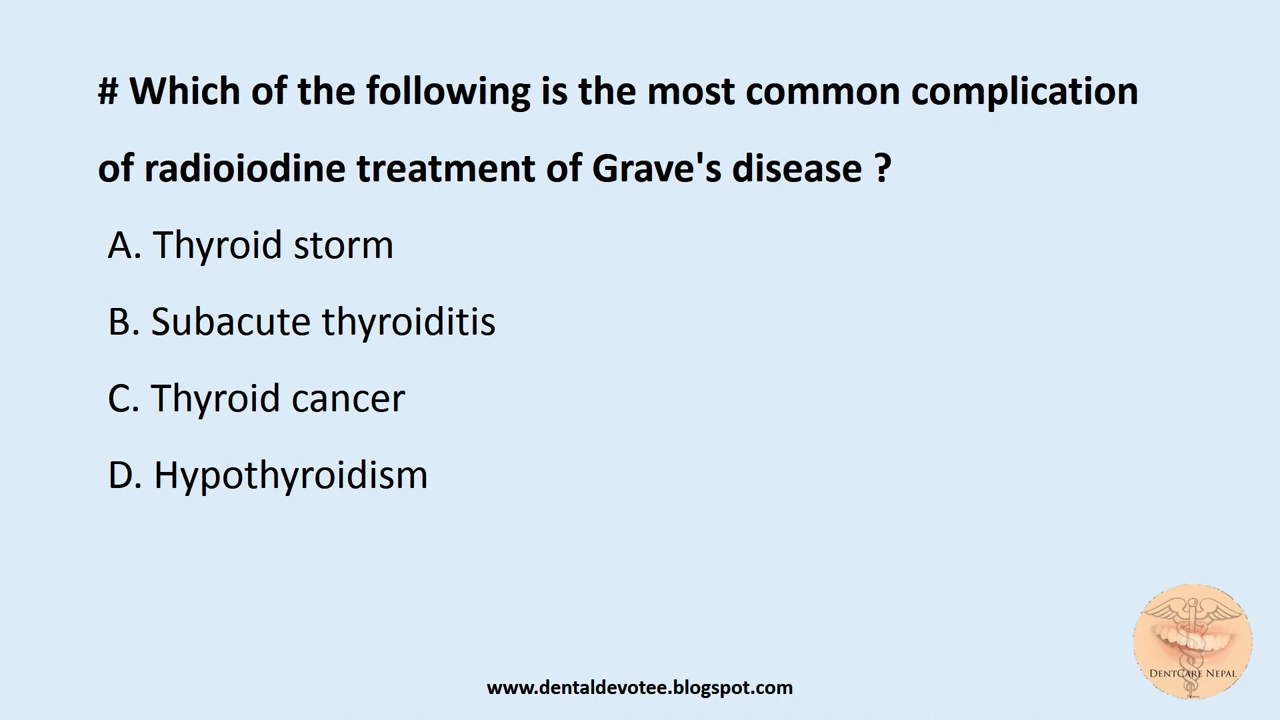 # Which of the following is the most common complication
of radioiodine treatment of Grave's disease ?
A. Thyroid storm
B. Subacute thyroiditis
C. Thyroid cancer
D. Hypothyroidism
DentCare Nepal
www.dentaldevotee.blogspot.com